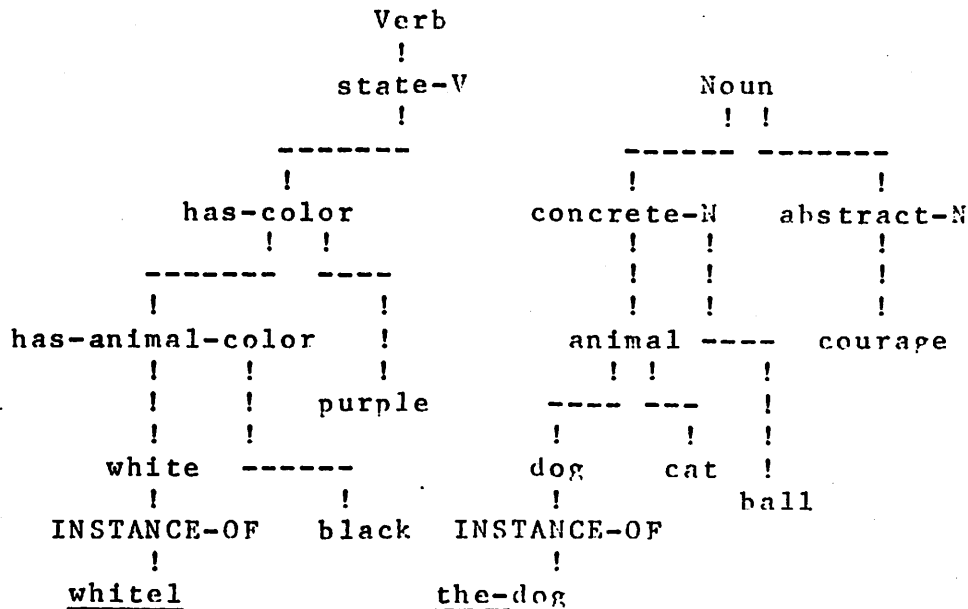 Verb
!
state-V Noun
! ! !
------- ------ -------
! ! !
has-color concrete-N abstract-N
! ! ! ! !
------- ---- ! ! !
! ! ! ! !
has-animal-color ! animal ---- courage
! ! ! ! ! !
! ! purple ---- --- !
! ! ! ! !
white ------ dog cat !
! ! ! ball
INSTANCE-OF black INSTANCE-OF
! !
white1 the-dog